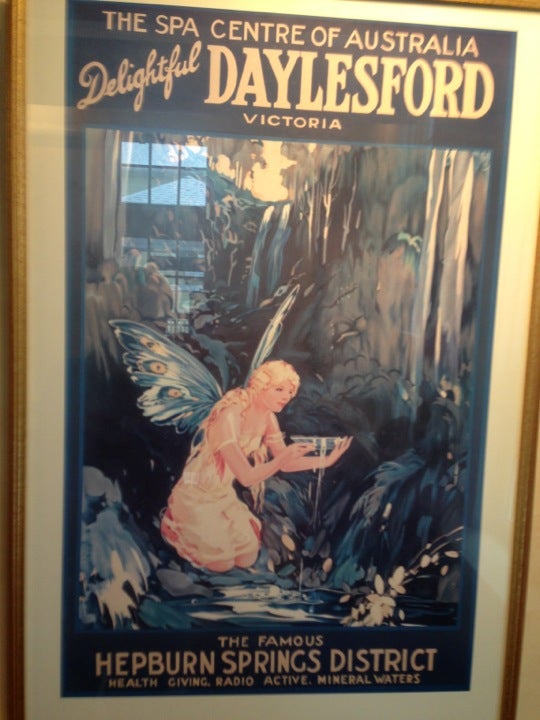 THE SPA CENTRE OF AUSTRALIA
Delightful DAYLESFORD
VICTORIA
THE FAMOUS
HEPBURN SPRINGS DISTRICT
HEALTH GIVING. RADIO ACTIVE. MINERAL WATERS